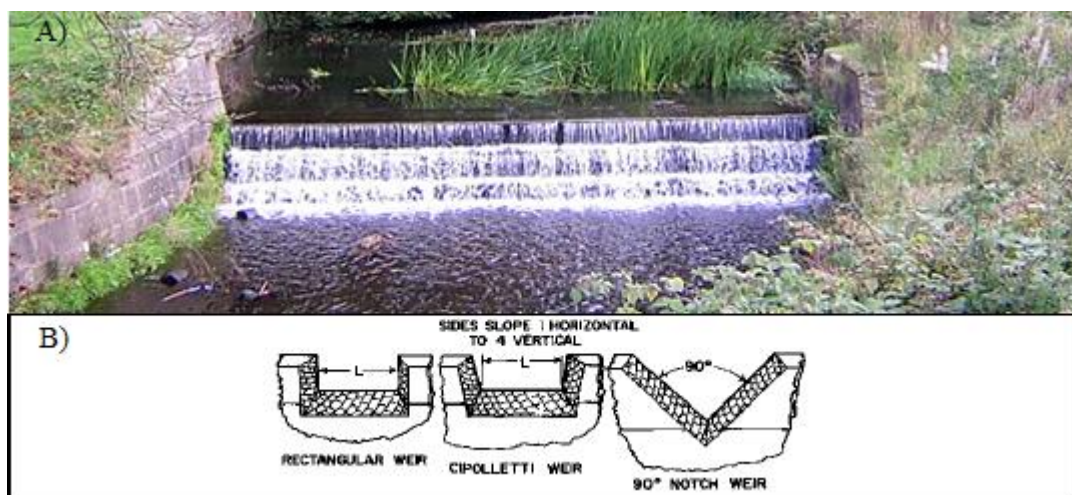 A)
B)
SIDES SLOPE 1 HORIZONTAL
TO 4 VERTICAL
L
L
90°
RECTANGULAR WEIR
CIPOLLETTI WEIR
90° NOTCH WEIR